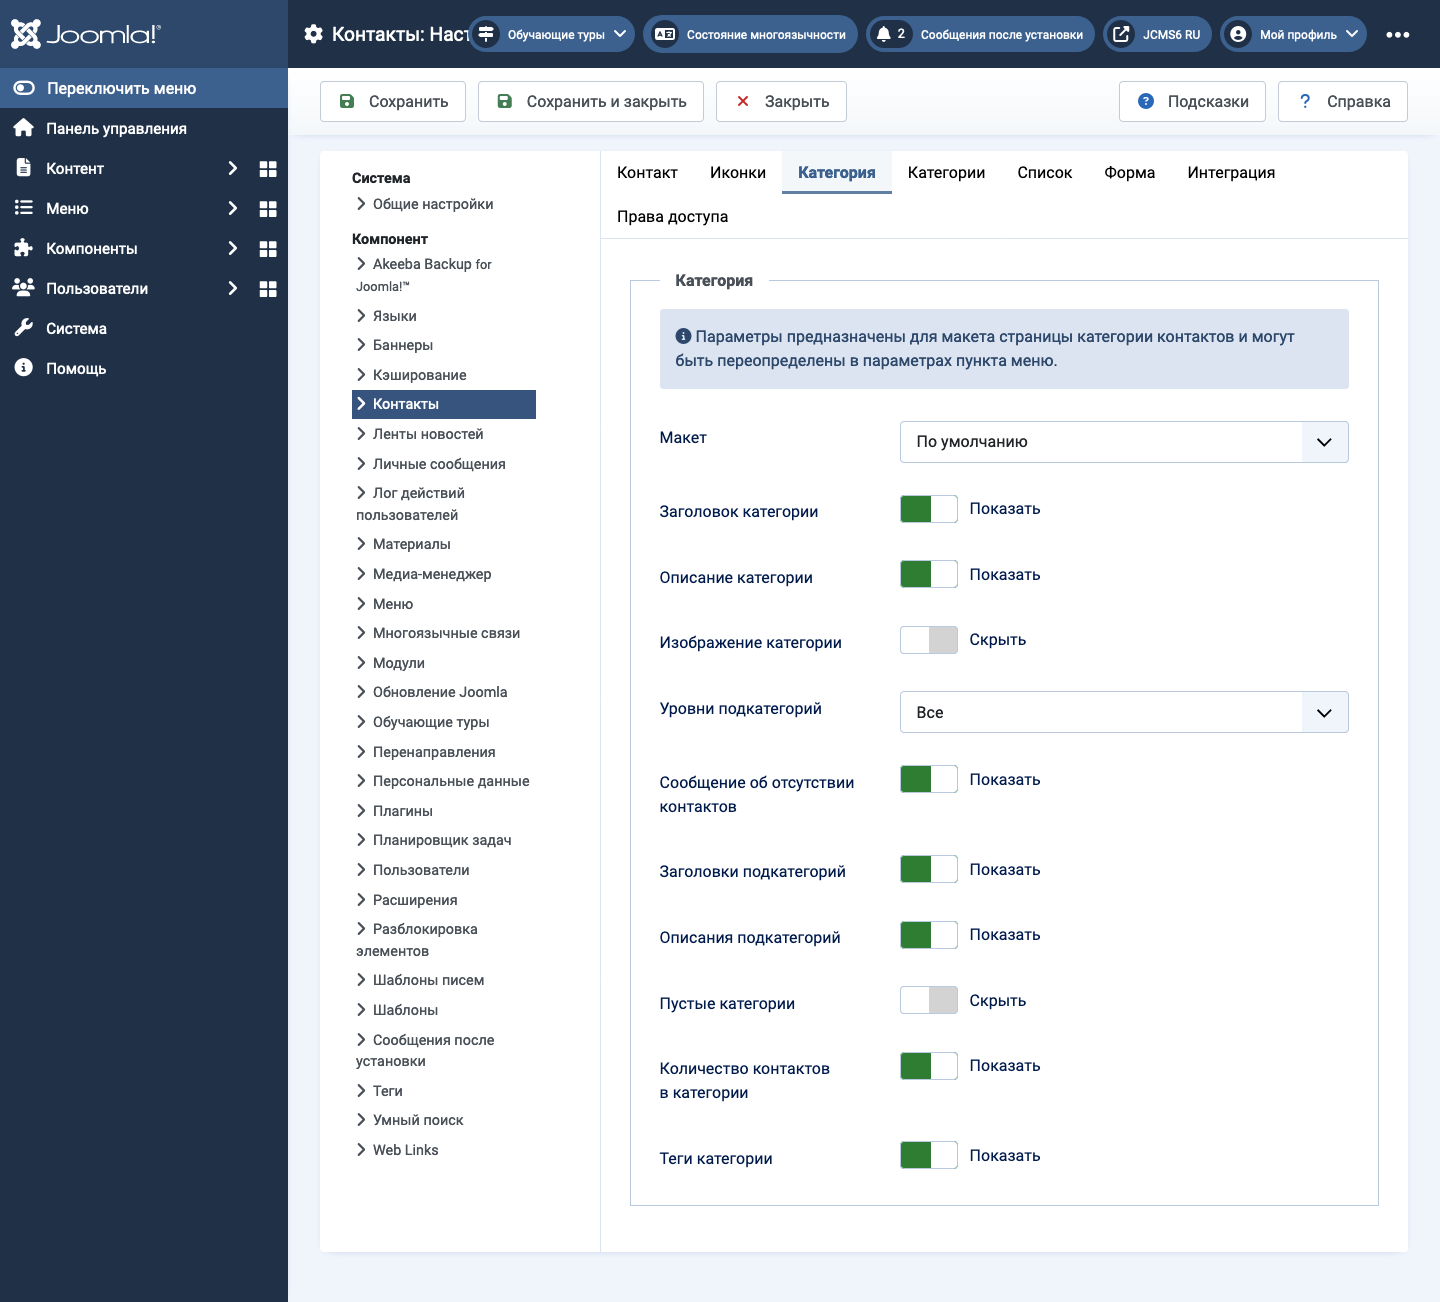 Joomla!®
Контакты: Наст
Обучающие туры
Состояние многоязычности
2 Сообщения после установки
JCMS6 RU
Мой профиль
Переключить меню
Панель управления
Контент
Меню
Компоненты
Пользователи
Система
Помощь
Сохранить
Сохранить и закрыть
Закрыть
Подсказки
Справка
Система
Общие настройки
Компонент
Akeeba Backup for
Joomla!™
Языки
Баннеры
Кэширование
Контакты
Ленты новостей
Личные сообщения
Лог действий
пользователей
Материалы
Медиа-менеджер
Меню
Многоязычные связи
Модули
Обновление Joomla
Обучающие туры
Перенаправления
Персональные данные
Плагины
Планировщик задач
Пользователи
Расширения
Разблокировка
элементов
Шаблоны писем
Шаблоны
Сообщения после
установки
Теги
Умный поиск
Web Links
Контакт
Иконки
Категория
Категории
Список
Форма
Интеграция
Права доступа
Категория
Параметры предназначены для макета страницы категории контактов и могут
быть переопределены в параметрах пункта меню.
Макет
По умолчанию
Заголовок категории
Показать
Описание категории
Показать
Изображение категории
Скрыть
Уровни подкатегорий
Все
Сообщение об отсутствии
контактов
Показать
Заголовки подкатегорий
Показать
Описания подкатегорий
Показать
Пустые категории
Скрыть
Количество контактов
в категории
Показать
Теги категории
Показать